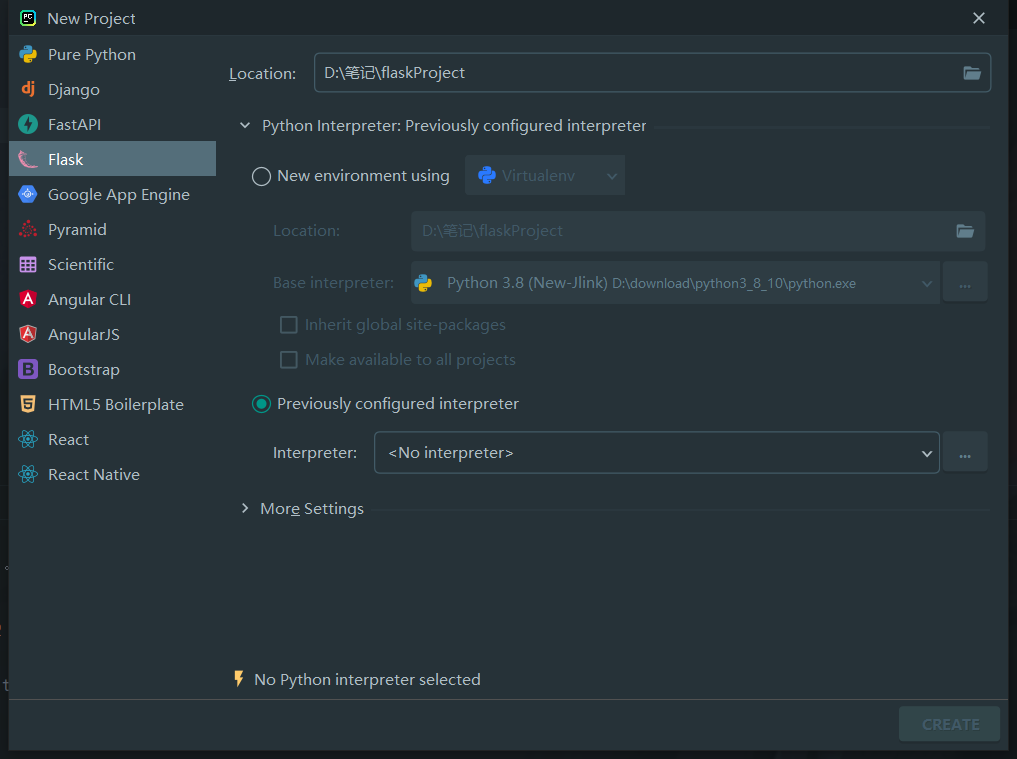 New Project
Pure Python
Django
FastAPI
Flask
Google App Engine
Pyramid
Scientific
Angular CLI
AngularJS
Bootstrap
HTML5 Boilerplate
React
React Native
Location: D:\笔记\flaskProject
Python Interpreter: Previously configured interpreter
New environment using Virtualenv
Location: D:\笔记\flaskProject
Base interpreter: Python 3.8 (New-Jlink) D:\download\python3_8_10\python.exe ...
Inherit global site-packages
Make available to all projects
Previously configured interpreter
Interpreter: <No interpreter> ...
More Settings
No Python interpreter selected
CREATE